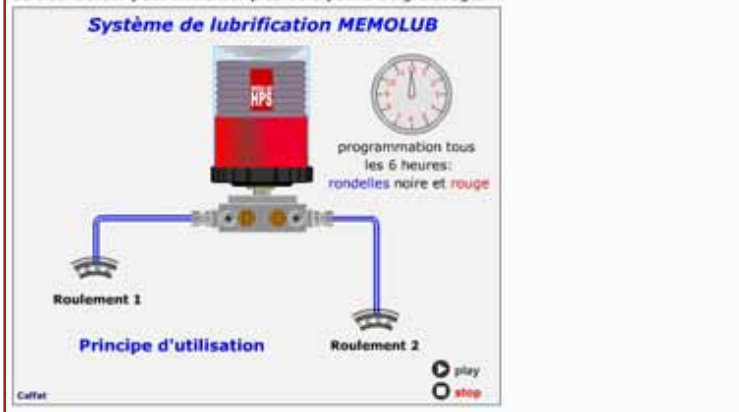 Système de lubrification MEMOLUB
HPS
programmation tous
les 6 heures:
rondelles noire et rouge
Roulement 1
Roulement 2
Principe d'utilisation
play
stop
Caffet